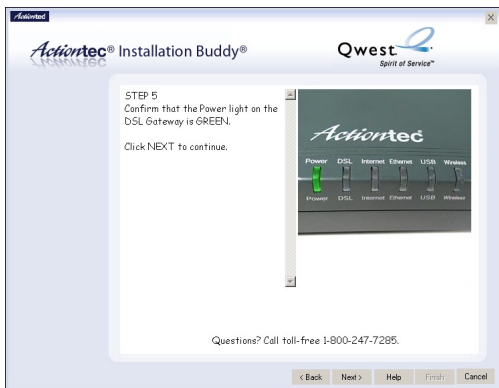 Actiontec
Actiontec® Installation Buddy®
Qwest
Spirit of Service™
STEP 5
Confirm that the Power light on the
DSL Gateway is GREEN.
Click NEXT to continue.
Actiontec
Power DSL Internet Ethernet USB Wireless
Power DSL Internet Ethernet USB Wireless
Questions? Call toll-free 1-800-247-7285.
< Back Next > Help Finish Cancel